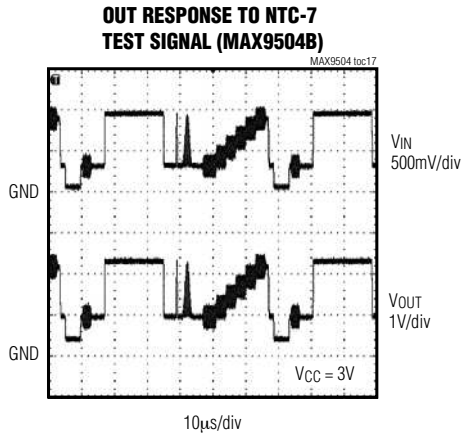 OUT RESPONSE TO NTC-7
TEST SIGNAL (MAX9504B)
MAX9504 toc17
T
VIN
500mV/div
GND
VOUT
1V/div
GND
VCC = 3V
10μs/div